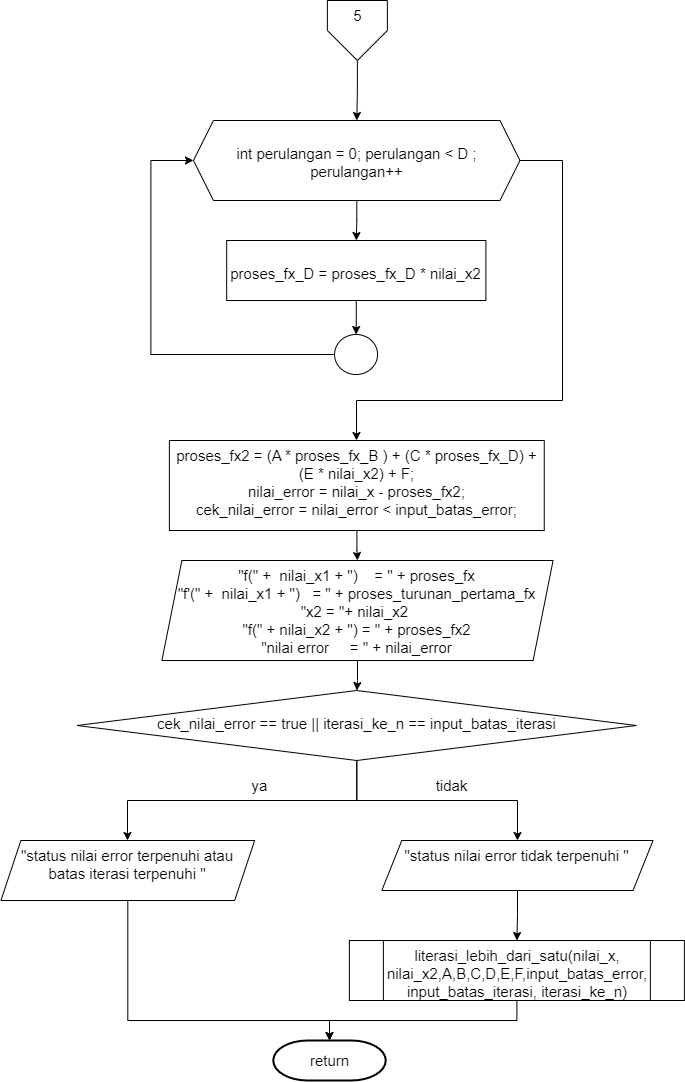 5
int perulangan = 0; perulangan < D ;
perulangan++
proses_fx_D = proses_fx_D * nilai_x2
proses_fx2 = (A * proses_fx_B ) + (C * proses_fx_D) +
(E * nilai_x2) + F;
nilai_error = nilai_x - proses_fx2;
cek_nilai_error = nilai_error < input_batas_error;
"f(" +  nilai_x1 + ")    = " + proses_fx
"f'(" +  nilai_x1 + ")   = " + proses_turunan_pertama_fx
"x2 = "+ nilai_x2
"f(" + nilai_x2 + ") = " + proses_fx2
"nilai error     = " + nilai_error
cek_nilai_error == true || iterasi_ke_n == input_batas_iterasi
ya
tidak
"status nilai error terpenuhi atau
batas iterasi terpenuhi "
"status nilai error tidak terpenuhi "
literasi_lebih_dari_satu(nilai_x,
nilai_x2,A,B,C,D,E,F,input_batas_error,
input_batas_iterasi, iterasi_ke_n)
return